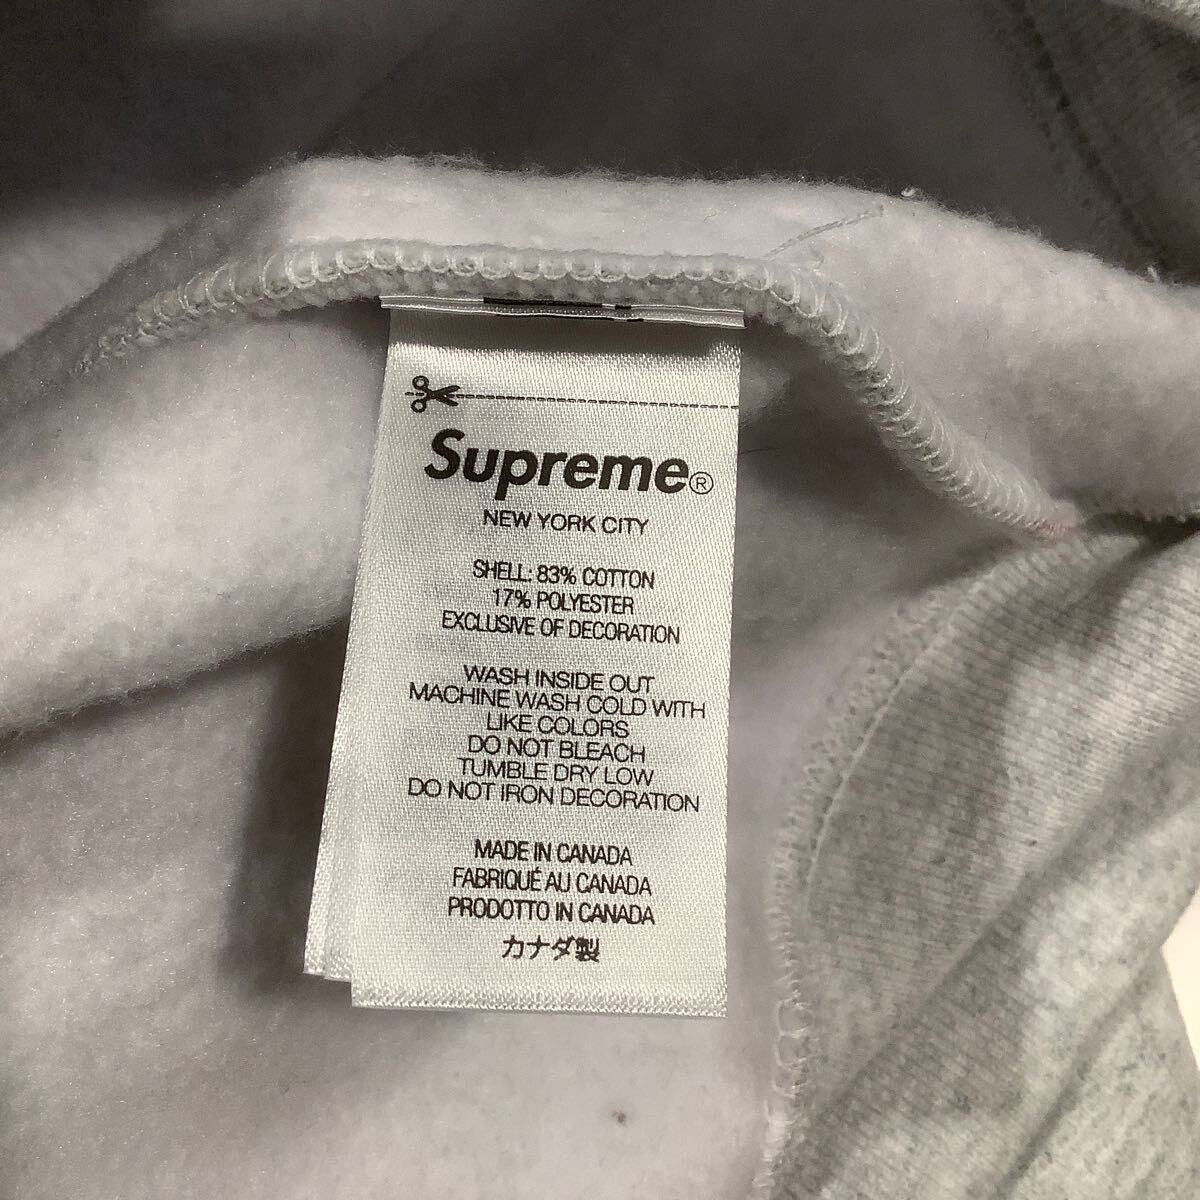 Supreme®
NEW YORK CITY
SHELL: 83% COTTON
17% POLYESTER
EXCLUSIVE OF DECORATION
WASH INSIDE OUT
MACHINE WASH COLD WITH
LIKE COLORS
DO NOT BLEACH
TUMBLE DRY LOW
DO NOT IRON DECORATION
MADE IN CANADA
FABRIQUÉ AU CANADA
PRODOTTO IN CANADA
カナダ製